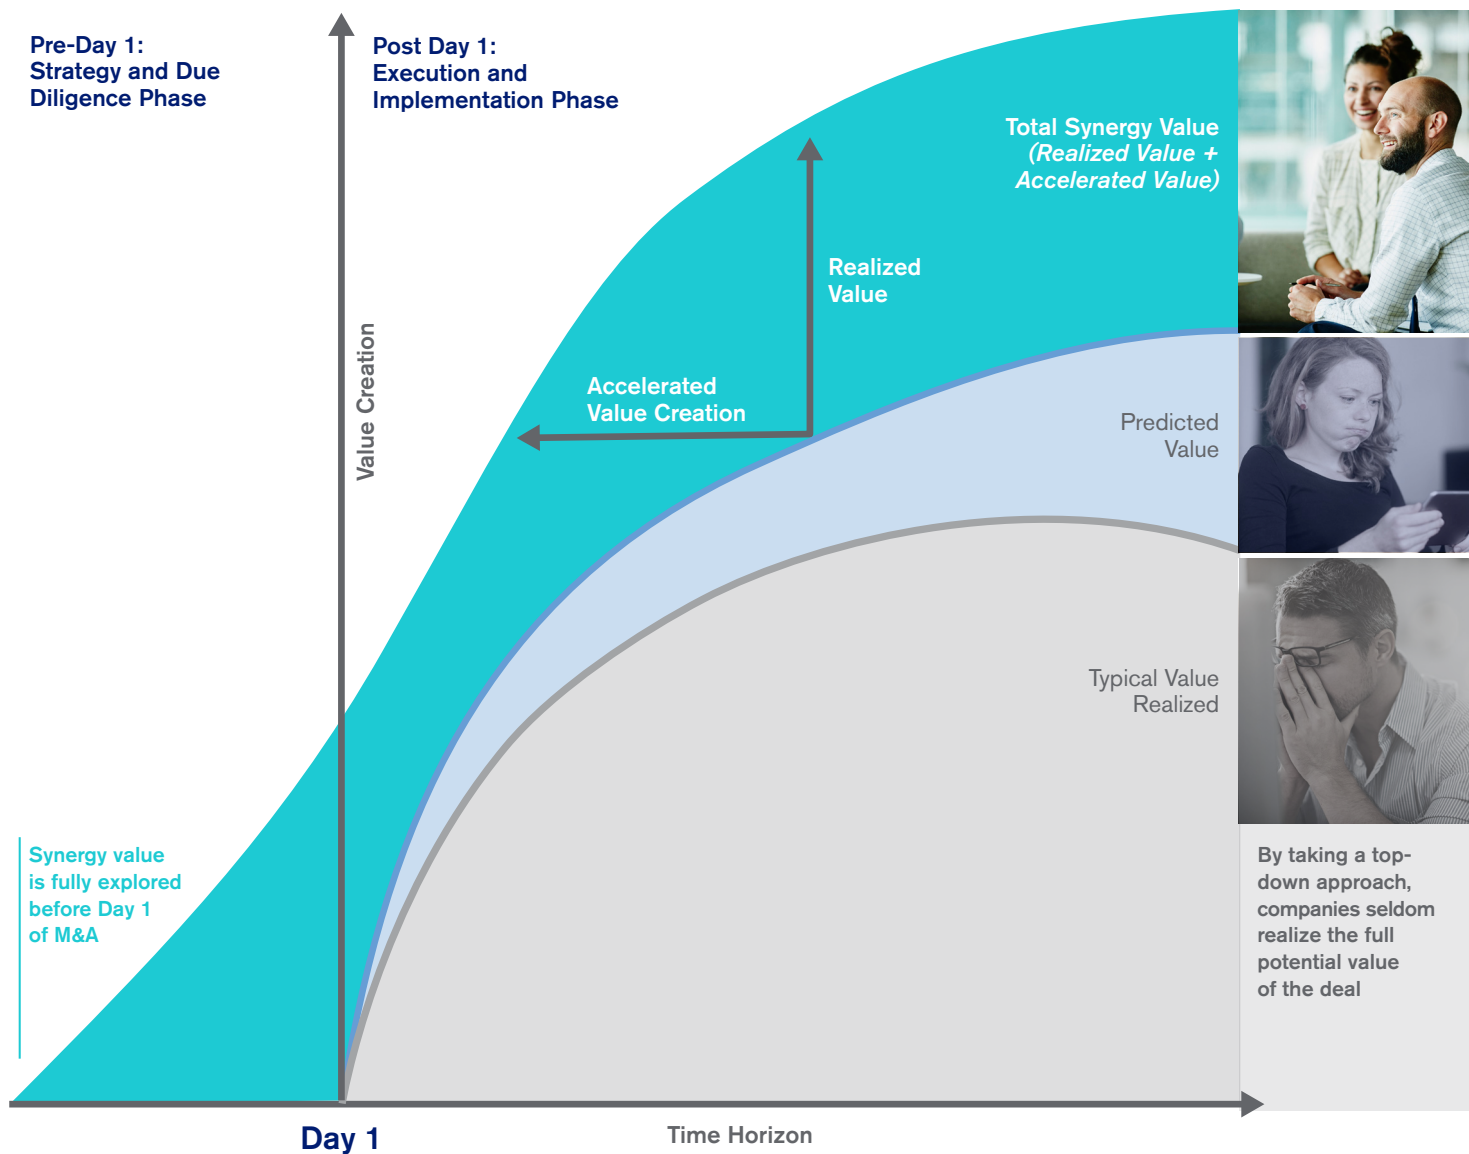 Pre-Day 1:
Strategy and Due
Diligence Phase
Post Day 1:
Execution and
Implementation Phase
Total Synergy Value
(Realized Value +
Accelerated Value)
Realized
Value
Value Creation
Accelerated
Value Creation
Predicted
Value
Typical Value
Realized
Synergy value
is fully explored
before Day 1
of M&A
By taking a top-
down approach,
companies seldom
realize the full
potential value
of the deal
Day 1
Time Horizon